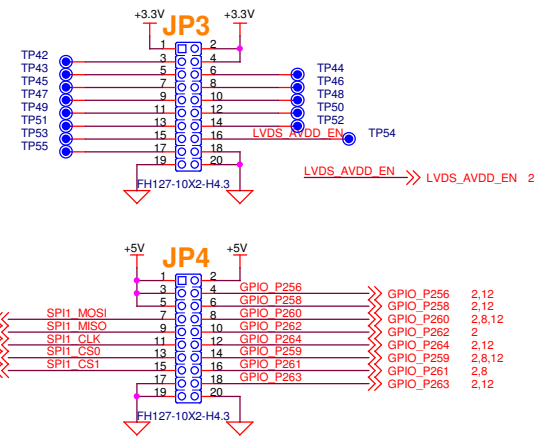 +3.3V +3.3V
JP3
1 2
TP42 3 4
TP43 5 6 TP44
TP45 7 8 TP46
TP47 9 10 TP48
TP49 11 12 TP50
TP51 13 14 TP52
TP53 15 16 LVDS_AVDD_EN TP54
TP55 17 18
19 20
FH127-10X2-H4.3
LVDS_AVDD_EN LVDS_AVDD_EN 2
+5V +5V
JP4
1 2
3 4 GPIO_P256 GPIO_P256 2,12
5 6 GPIO_P258 GPIO_P258 2,12
SPI1_MOSI 7 8 GPIO_P260 GPIO_P260 2,8,12
SPI1_MISO 9 10 GPIO_P262 GPIO_P262 2
SPI1_CLK 11 12 GPIO_P264 GPIO_P264 2,12
SPI1_CS0 13 14 GPIO_P259 GPIO_P259 2,8,12
SPI1_CS1 15 16 GPIO_P261 GPIO_P261 2,8
17 18 GPIO_P263 GPIO_P263 2,12
19 20
FH127-10X2-H4.3